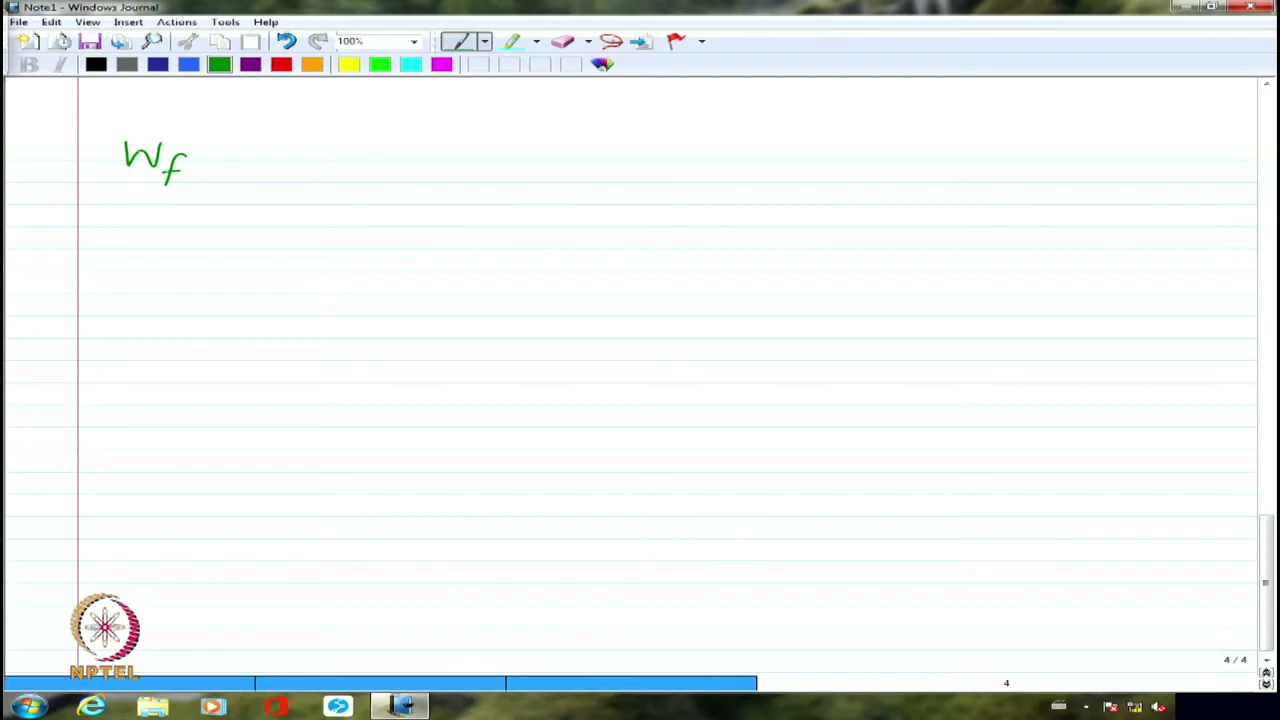 Note1 - Windows Journal
File Edit View Insert Actions Tools Help
100%
B I
W_f
4 / 4
NPTEL
4